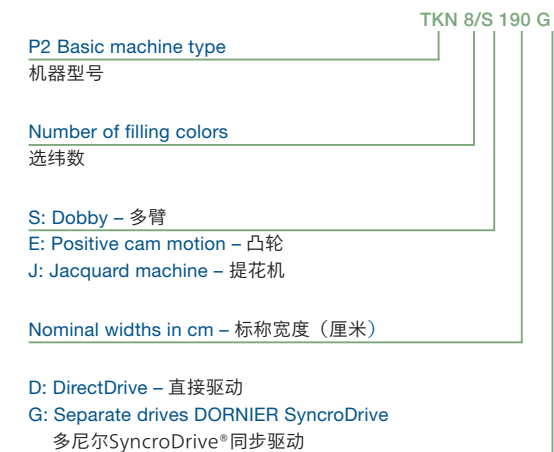 TKN 8/S 190 G
P2 Basic machine type
机器型号
Number of filling colors
选纬数
S: Dobby – 多臂
E: Positive cam motion – 凸轮
J: Jacquard machine – 提花机
Nominal widths in cm – 标称宽度（厘米）
D: DirectDrive – 直接驱动
G: Separate drives DORNIER SyncroDrive
多尼尔SyncroDrive®同步驱动